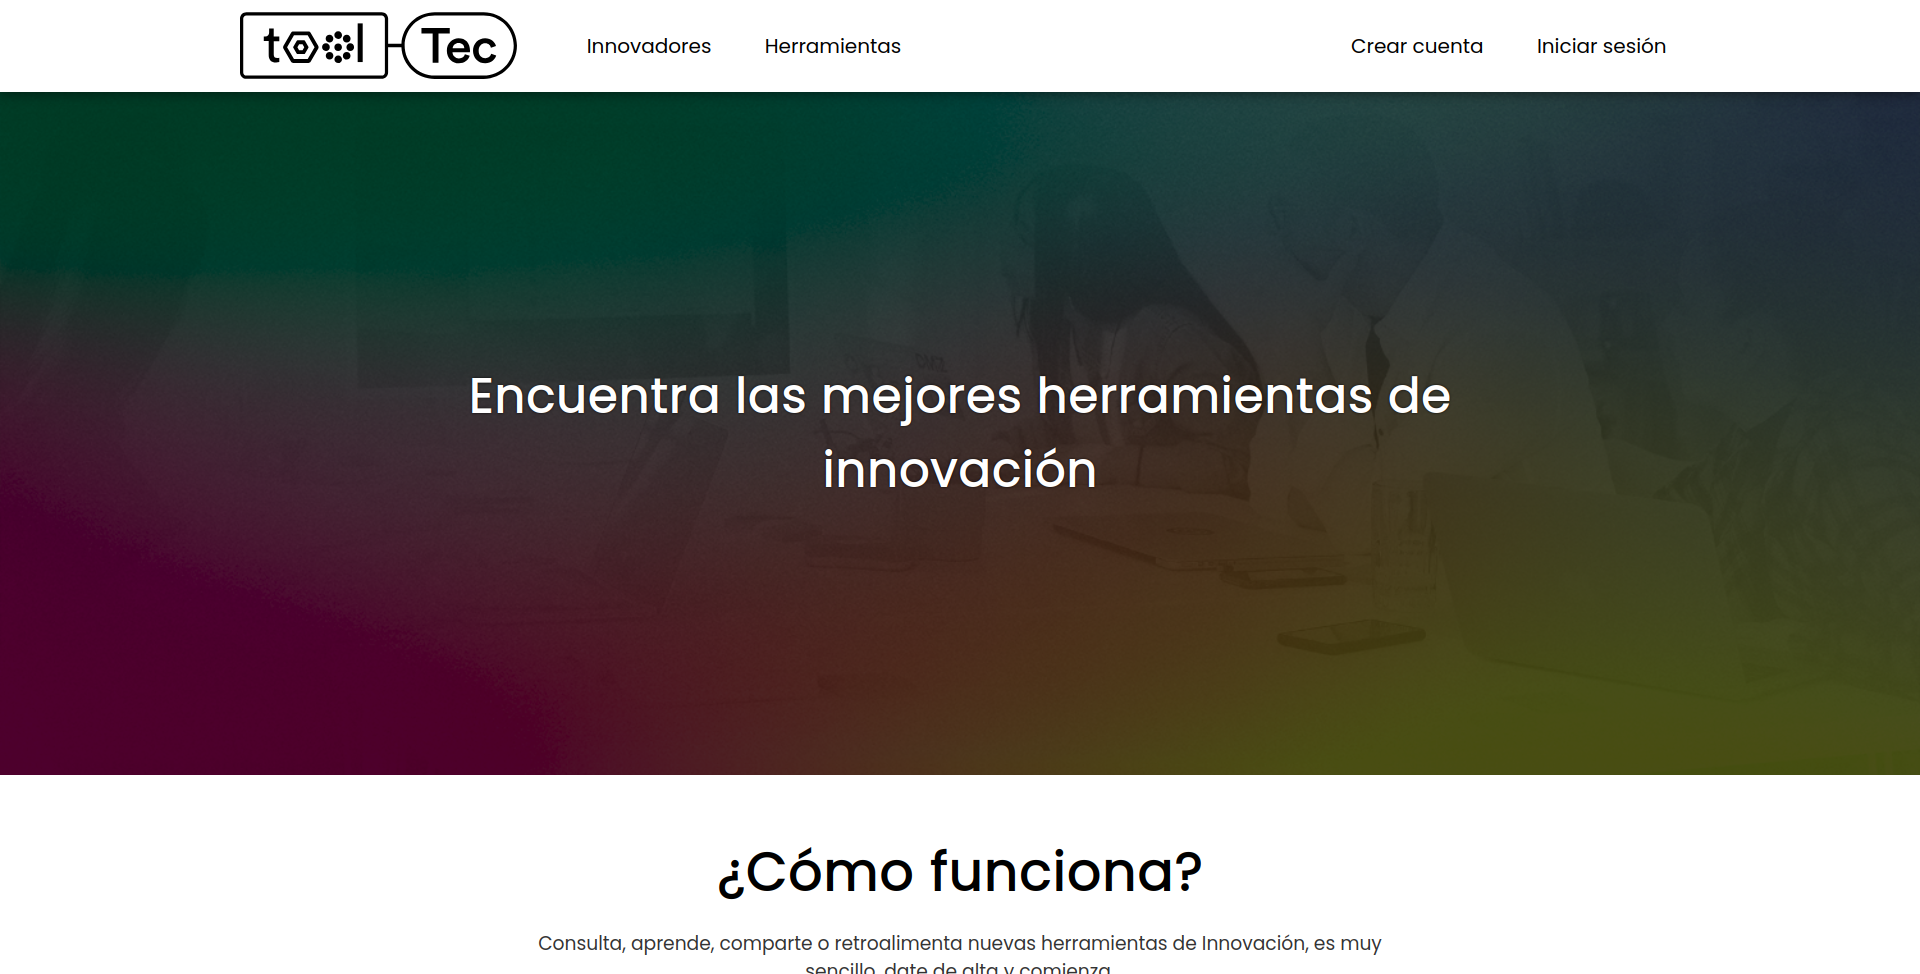 tool Tec
Innovadores
Herramientas
Crear cuenta
Iniciar sesión
Encuentra las mejores herramientas de
innovación
¿Cómo funciona?
Consulta, aprende, comparte o retroalimenta nuevas herramientas de Innovación, es muy
sencillo, date de alta y comienza